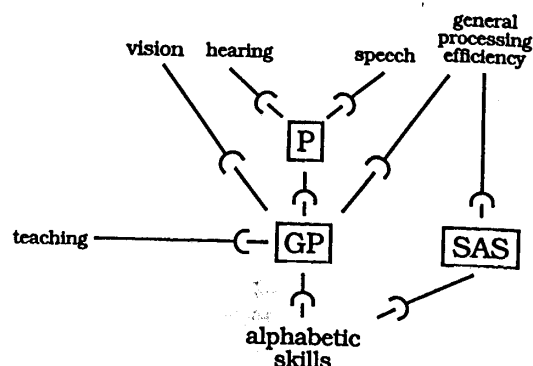 general
processing
efficiency
vision
hearing
speech
P
teaching
GP
SAS
alphabetic
skills